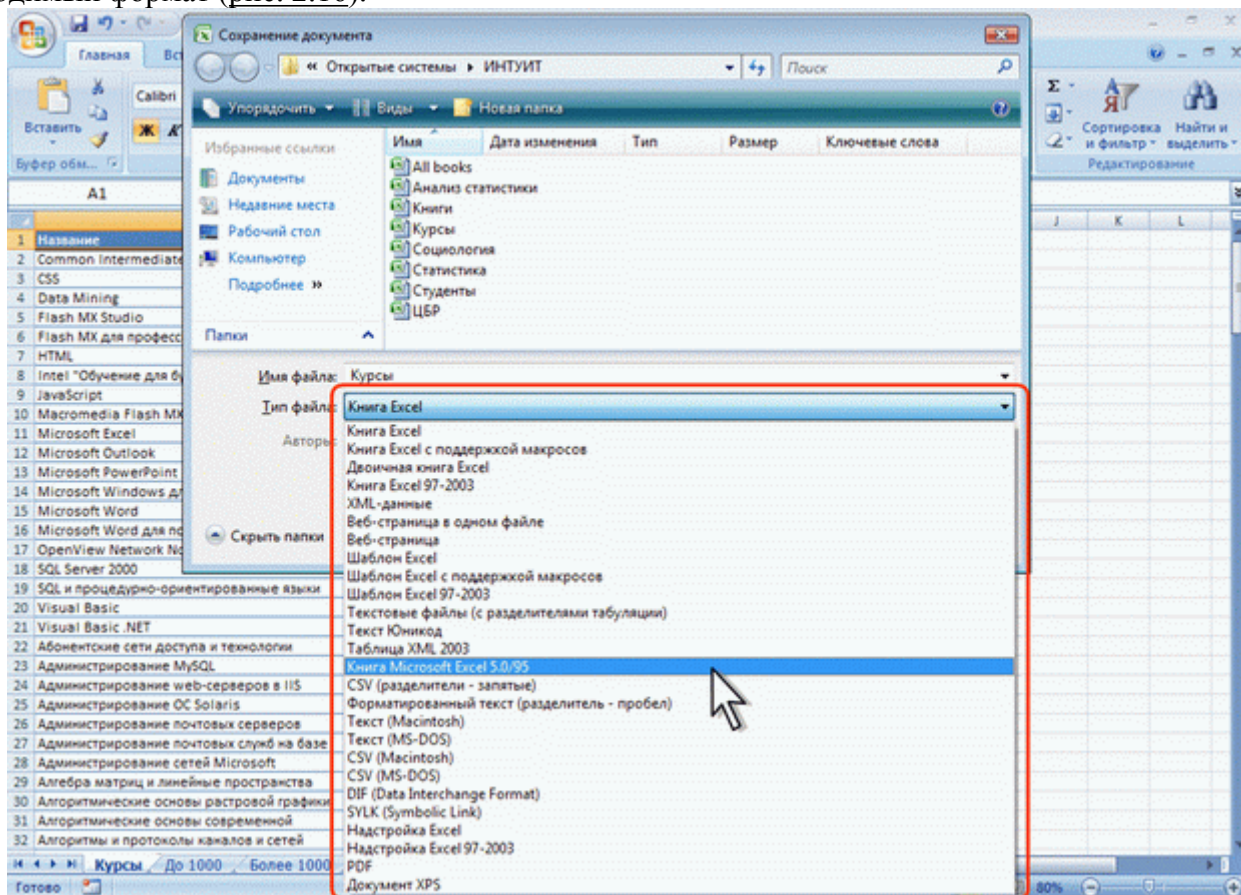 димый формат (рис. 2.16).
Сохранение документа
Главная
« Открытые системы ▸ ИНТУИТ
Поиск
Calibri
Вставить
Ж К
Буфер обм...
Упорядочить
Виды
Новая папка
Σ
Сортировка и фильтр
Найти и выделить
Редактирование
Избранные ссылки
Имя
Дата изменения
Тип
Размер
Ключевые слова
Документы
Недавние места
Рабочий стол
Компьютер
Подробнее »
Папки
All books
Анализ статистики
Книги
Курсы
Социология
Статистика
Студенты
ЦБР
A1
J K L
1 Название
2 Common Intermediate
3 CSS
4 Data Mining
5 Flash MX Studio
6 Flash MX для професс
7 HTML
8 Intel "Обучение для бу
9 JavaScript
10 Macromedia Flash MX
11 Microsoft Excel
12 Microsoft Outlook
13 Microsoft PowerPoint
14 Microsoft Windows дл
15 Microsoft Word
16 Microsoft Word для по
17 OpenView Network No
18 SQL Server 2000
19 SQL и процедурно-ориентированные языки
20 Visual Basic
21 Visual Basic .NET
22 Абонентские сети доступа и технологии
23 Администрирование MySQL
24 Администрирование web-серверов в IIS
25 Администрирование ОС Solaris
26 Администрирование почтовых серверов
27 Администрирование почтовых служб на базе
28 Администрирование сетей Microsoft
29 Алгебра матриц и линейные пространства
30 Алгоритмические основы растровой графики
31 Алгоритмические основы современной
32 Алгоритмы и протоколы каналов и сетей
Имя файла: Курсы
Тип файла: Книга Excel
Авторы:
Скрыть папки
Книга Excel
Книга Excel с поддержкой макросов
Двоичная книга Excel
Книга Excel 97-2003
XML-данные
Веб-страница в одном файле
Веб-страница
Шаблон Excel
Шаблон Excel с поддержкой макросов
Шаблон Excel 97-2003
Текстовые файлы (с разделителями табуляции)
Текст Юникод
Таблица XML 2003
Книга Microsoft Excel 5.0/95
CSV (разделители - запятые)
Форматированный текст (разделитель - пробел)
Текст (Macintosh)
Текст (MS-DOS)
CSV (Macintosh)
CSV (MS-DOS)
DIF (Data Interchange Format)
SYLK (Symbolic Link)
Надстройка Excel
Надстройка Excel 97-2003
PDF
Документ XPS
Курсы До 1000 Более 1000
Готово
80%